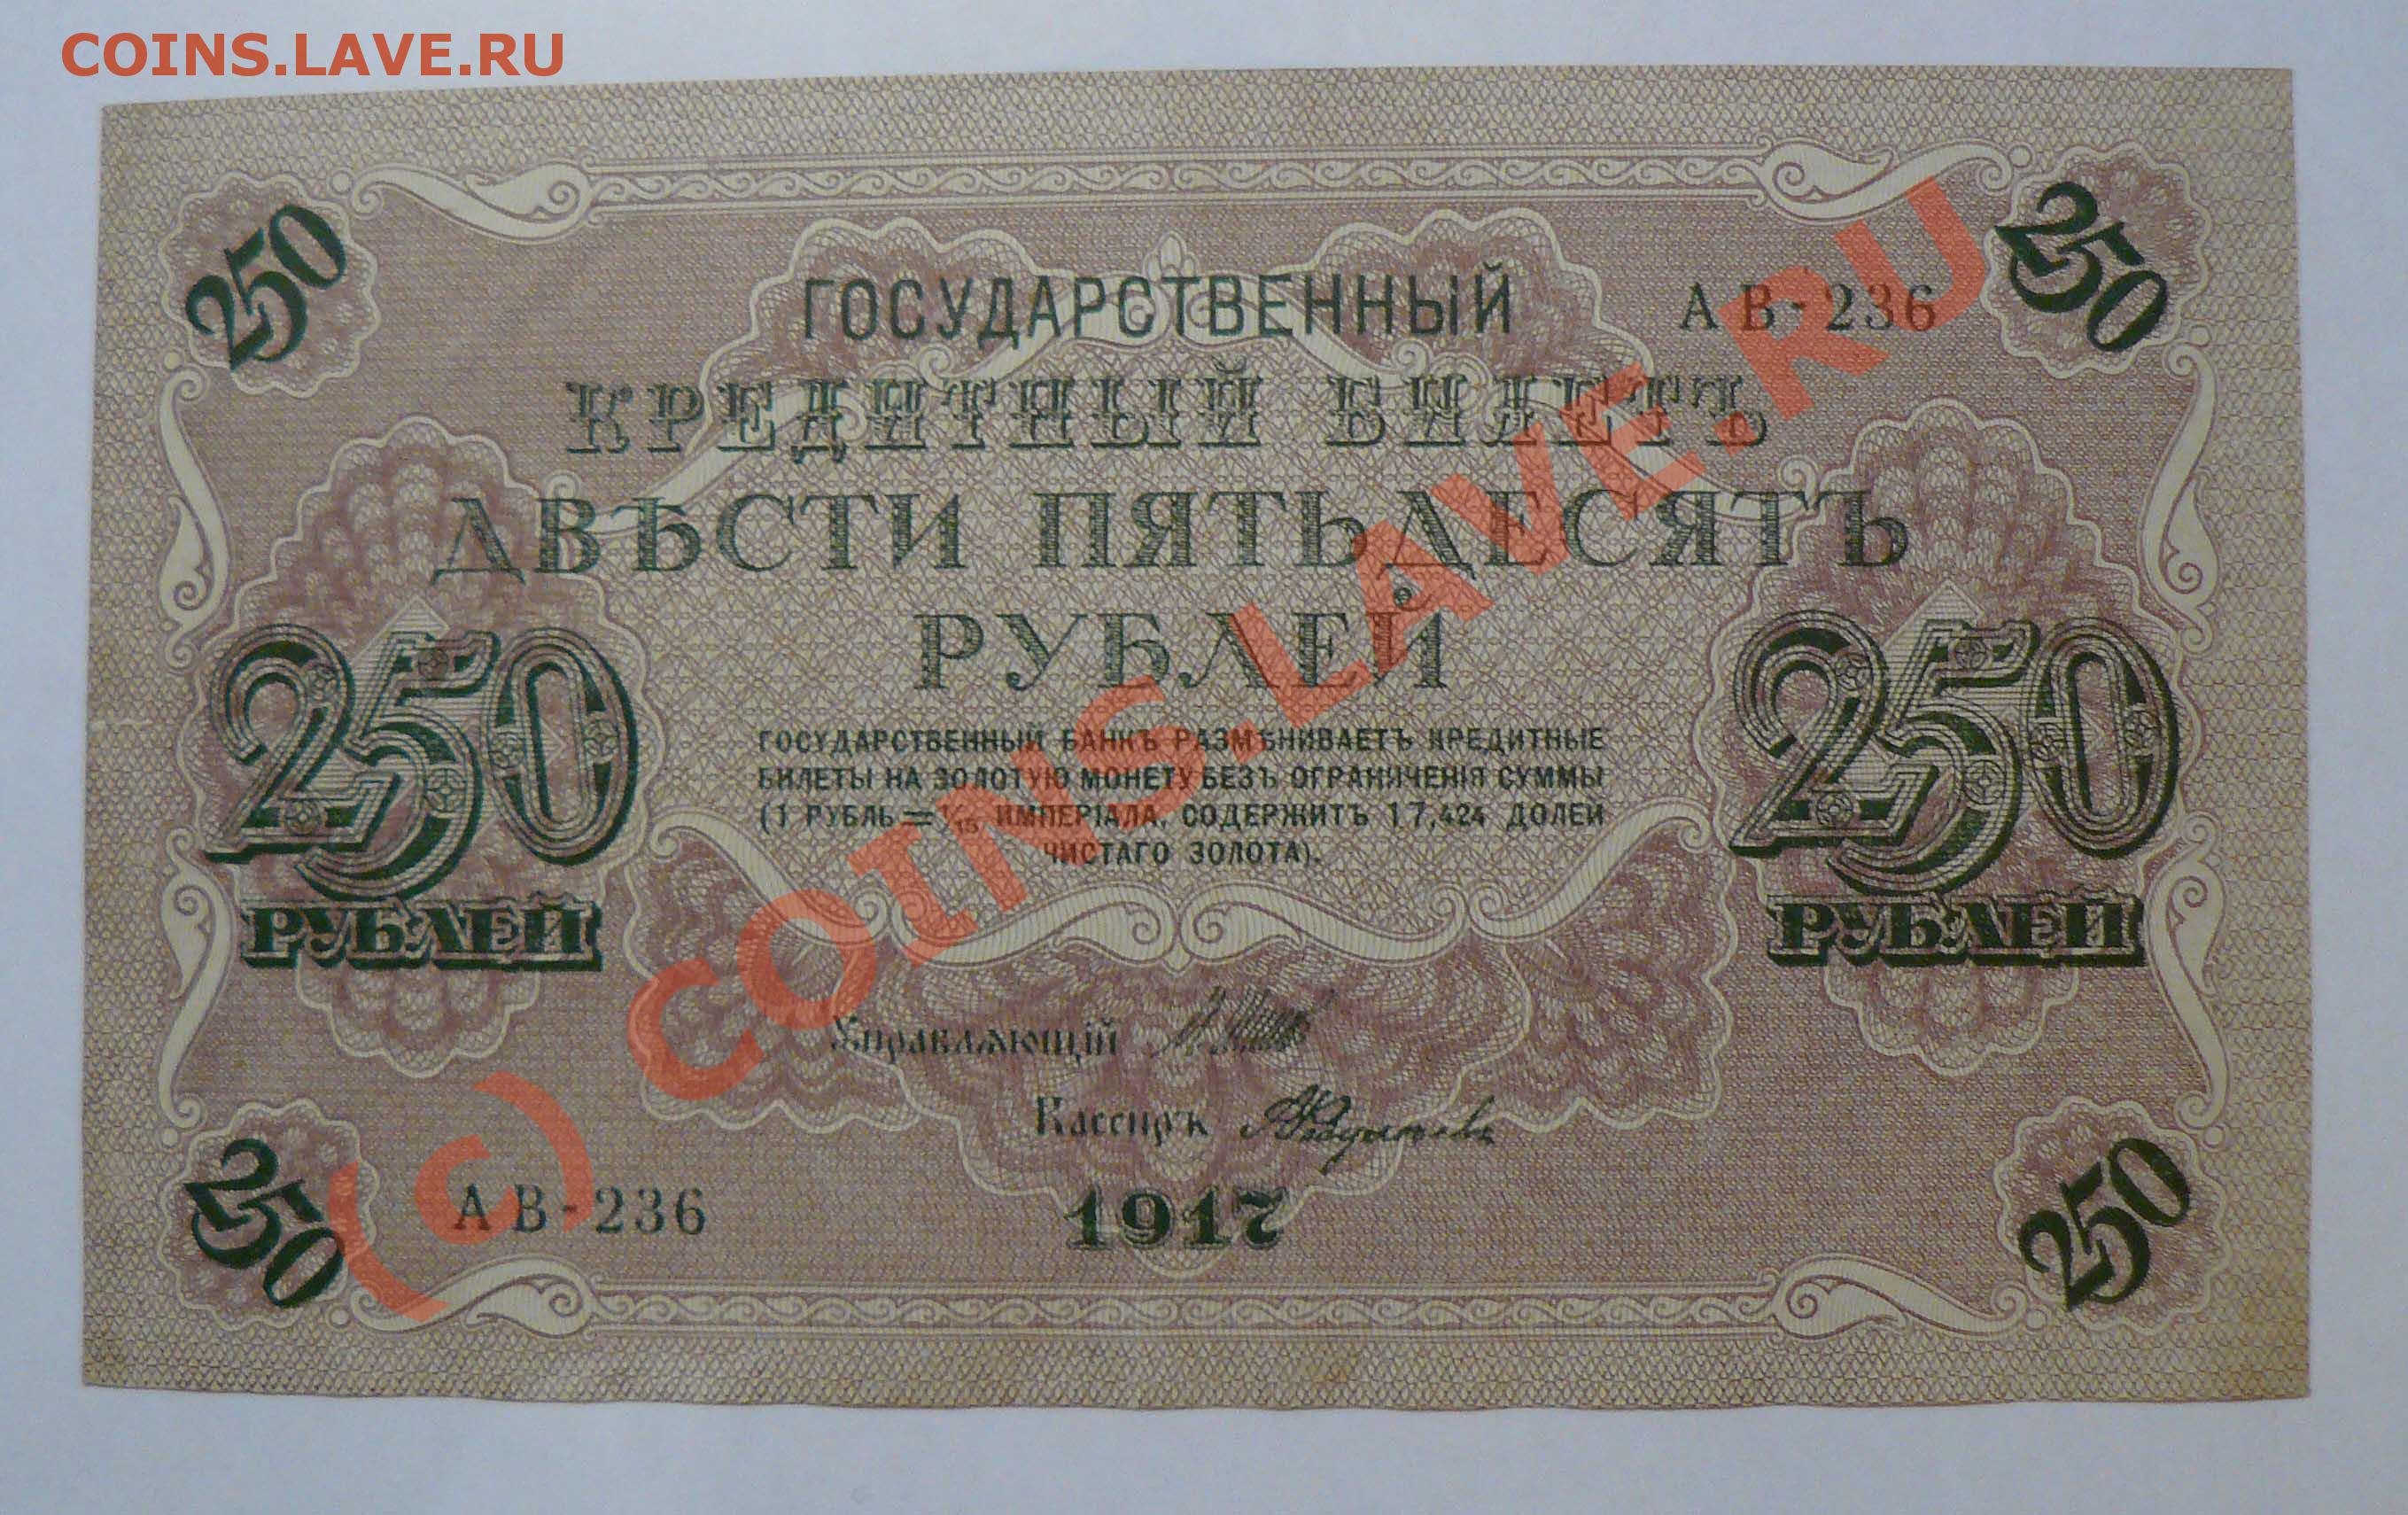 COINS.LAVE.RU
250
250
ГОСУДАРСТВЕННЫЙ
АВ-236
КРЕДИТНЫЙ БИЛЕТЪ
ДВѢСТИ ПЯТЬДЕСЯТЪ
РУБЛЕЙ
250
РУБЛЕЙ
ГОСУДАРСТВЕННЫЙ БАНКЪ РАЗМѢНИВАЕТЪ КРЕДИТНЫЕ
БИЛЕТЫ НА ЗОЛОТУЮ МОНЕТУ БЕЗЪ ОГРАНИЧЕНІЯ СУММЫ
(1 РУБЛЬ = 1/15 ИМПЕРІАЛА, СОДЕРЖИТЪ 17,424 ДОЛЕЙ
ЧИСТАГО ЗОЛОТА).
250
РУБЛЕЙ
Управляющій
Кассиръ
250
АВ-236
1917
250
(c) COINS.LAVE.RU